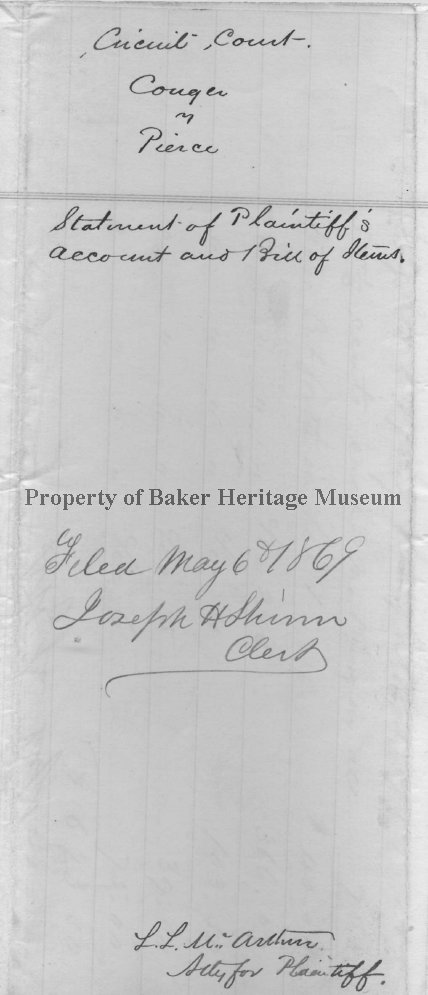 Circuit Court.
Conger
vs
Pierce
Statement of Plaintiff's
account and Bill of Items.
Property of Baker Heritage Museum
Filed May 6th 1869
Joseph H Shinn
Clerk
L. L. McArthur
Atty for Plaintiff.